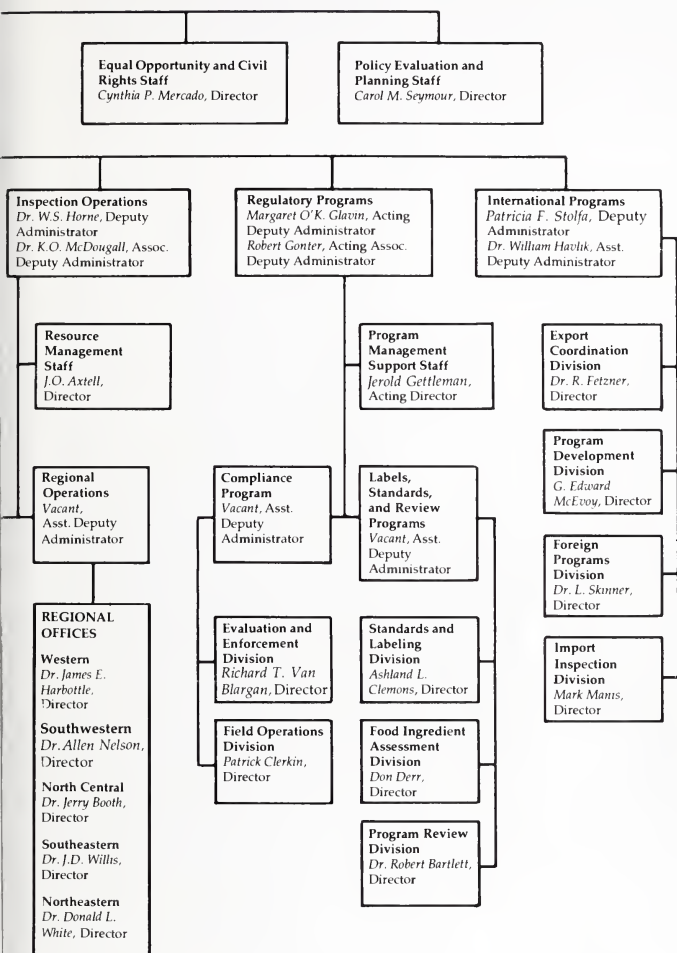 Equal Opportunity and Civil
Rights Staff
Cynthia P. Mercado, Director
Policy Evaluation and
Planning Staff
Carol M. Seymour, Director
Inspection Operations
Dr. W.S. Horne, Deputy
Administrator
Dr. K.O. McDougall, Assoc.
Deputy Administrator
Regulatory Programs
Margaret O'K. Glavin, Acting
Deputy Administrator
Robert Gonter, Acting Assoc.
Deputy Administrator
International Programs
Patricia F. Stolfa, Deputy
Administrator
Dr. William Havlik, Asst.
Deputy Administrator
Resource
Management
Staff
J.O. Axtell,
Director
Program
Management
Support Staff
Jerold Gettleman,
Acting Director
Export
Coordination
Division
Dr. R. Fetzner,
Director
Regional
Operations
Vacant,
Asst. Deputy
Administrator
Compliance
Program
Vacant, Asst.
Deputy
Administrator
Labels,
Standards,
and Review
Programs
Vacant, Asst.
Deputy
Administrator
Program
Development
Division
G. Edward
McEvoy, Director
Foreign
Programs
Division
Dr. L. Skinner,
Director
Import
Inspection
Division
Mark Manis,
Director
REGIONAL
OFFICES
Western
Dr. James E.
Harbottle,
Director
Southwestern
Dr. Allen Nelson,
Director
North Central
Dr. Jerry Booth,
Director
Southeastern
Dr. J.D. Willis,
Director
Northeastern
Dr. Donald L.
White, Director
Evaluation and
Enforcement
Division
Richard T. Van
Blargan, Director
Field Operations
Division
Patrick Clerkin,
Director
Standards and
Labeling
Division
Ashland L.
Clemons, Director
Food Ingredient
Assessment
Division
Don Derr,
Director
Program Review
Division
Dr. Robert Bartlett,
Director